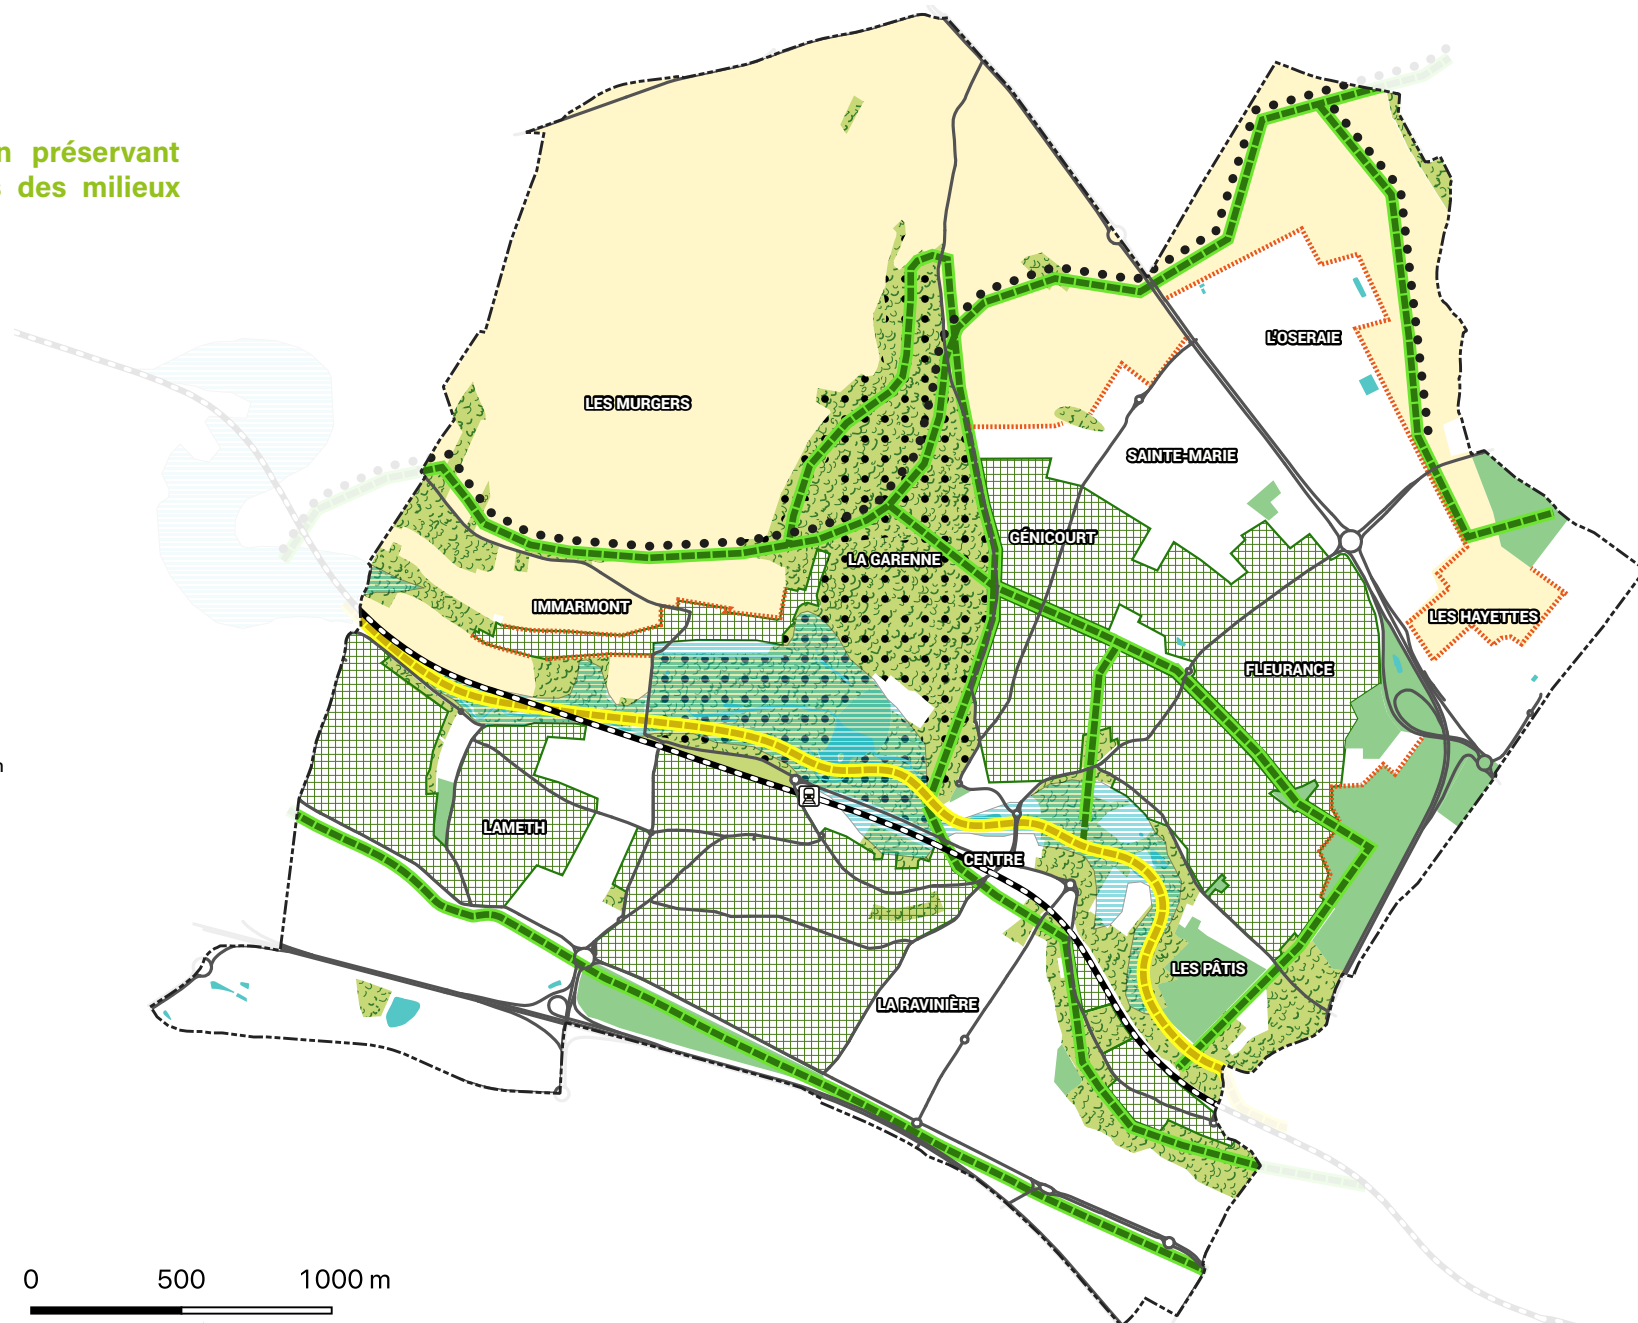 n préservant
s des milieux
L'OSERAIE
LES MURGERS
SAINTE-MARIE
GÉNICOURT
LA GARENNE
IMMARMONT
LES HAYETTES
FLEURANCE
n
LAMETH
CENTRE
LES PÂTIS
LA RAVINIÈRE
0 500 1000 m